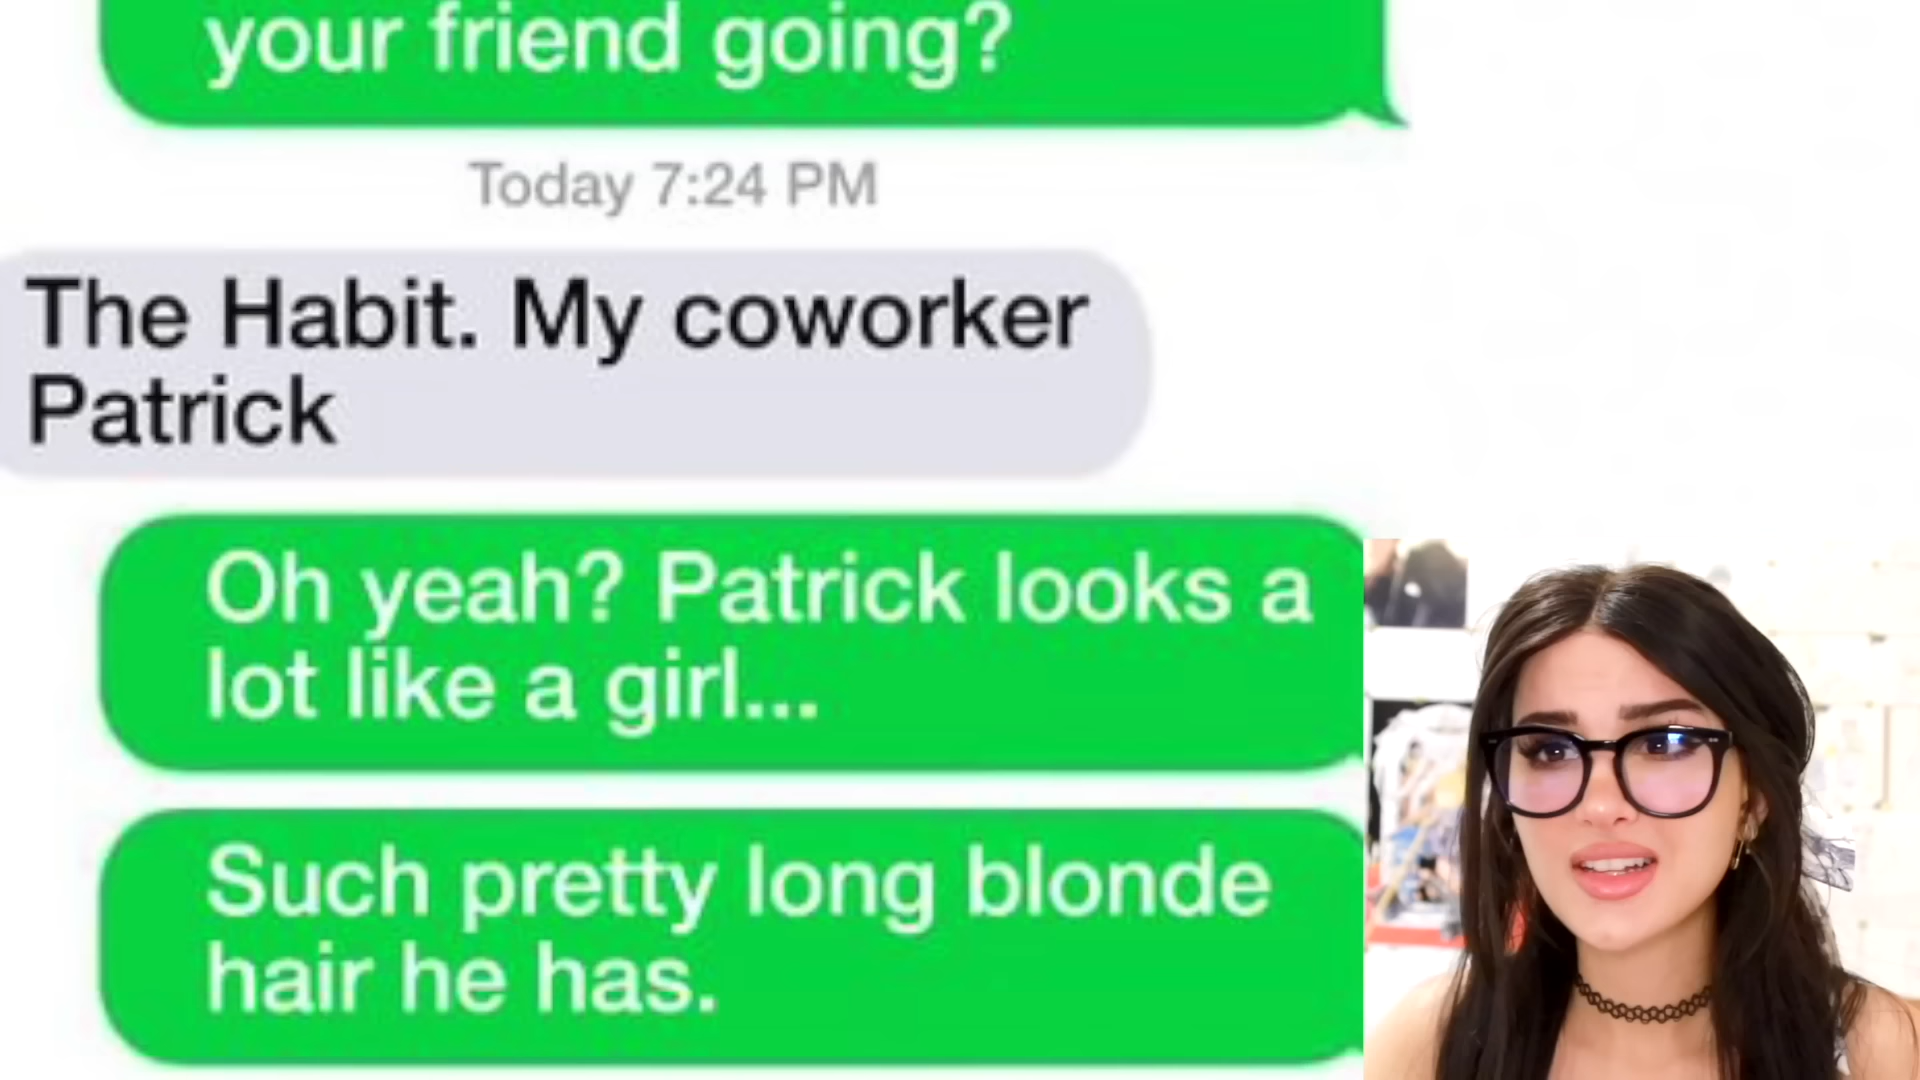 your friend going?
Today 7:24 PM
The Habit. My coworker
Patrick
Oh yeah? Patrick looks a
lot like a girl...
Such pretty long blonde
hair he has.